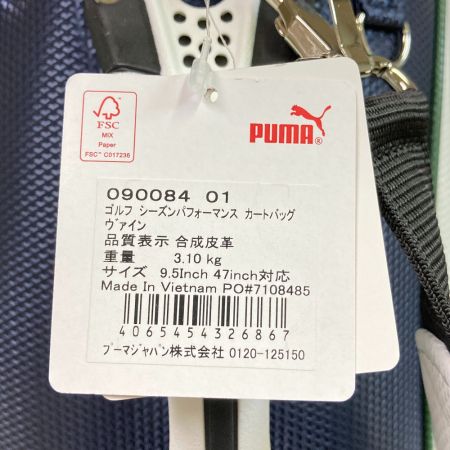 FSC
MIX
Paper
FSC™ C017236
PUMA®
090084 01
ゴルフ シーズンパフォーマンス カートバッグ
ヴァイン
品質表示 合成皮革
重量 3.10 kg
サイズ 9.5Inch 47inch対応
Made In Vietnam PO#7108485
4065454326867
プーマジャパン株式会社 0120-125150